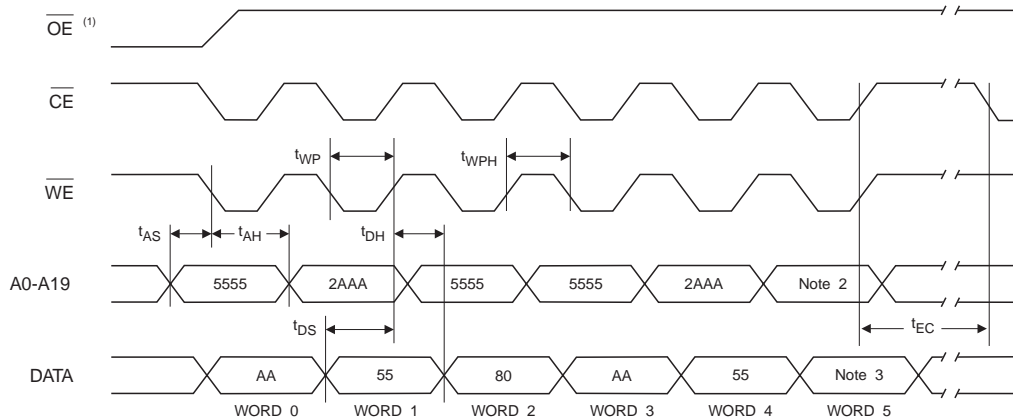 OE (1)
CE
tWP
tWPH
WE
tAS
tAH
tDH
A0-A19
5555
2AAA
5555
5555
2AAA
Note 2
tDS
tEC
DATA
AA
55
80
AA
55
Note 3
WORD 0
WORD 1
WORD 2
WORD 3
WORD 4
WORD 5